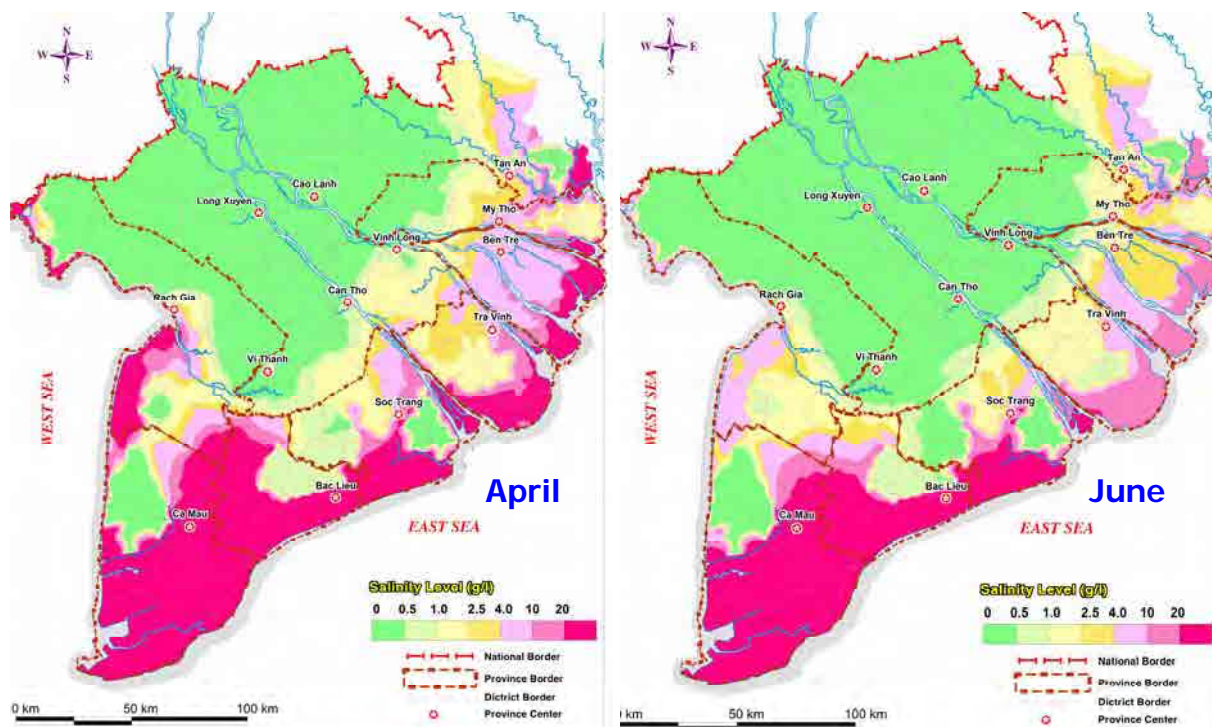 N
W E
S
Tan An
Cao Lanh
Long Xuyen
My Tho
Vinh Long
Ben Tre
Can Tho
Rach Gia
Tra Vinh
Vi Thanh
Soc Trang
WEST SEA
Bac Lieu
April
Ca Mau
EAST SEA
Salinity Level (g/l)
0 0.5 1.0 2.5 4.0 10 20
National Border
Province Border
Dictrict Border
Province Center
0 km 50 km 100 km
N
W E
S
Tan An
Cao Lanh
Long Xuyen
My Tho
Vinh Long
Ben Tre
Can Tho
Rach Gia
Tra Vinh
Vi Thanh
Soc Trang
WEST SEA
Bac Lieu
June
Ca Mau
EAST SEA
Salinity Level (g/l)
0 0.5 1.0 2.5 4.0 10 20
National Border
Province Border
Dictrict Border
Province Center
0 km 50 km 100 km